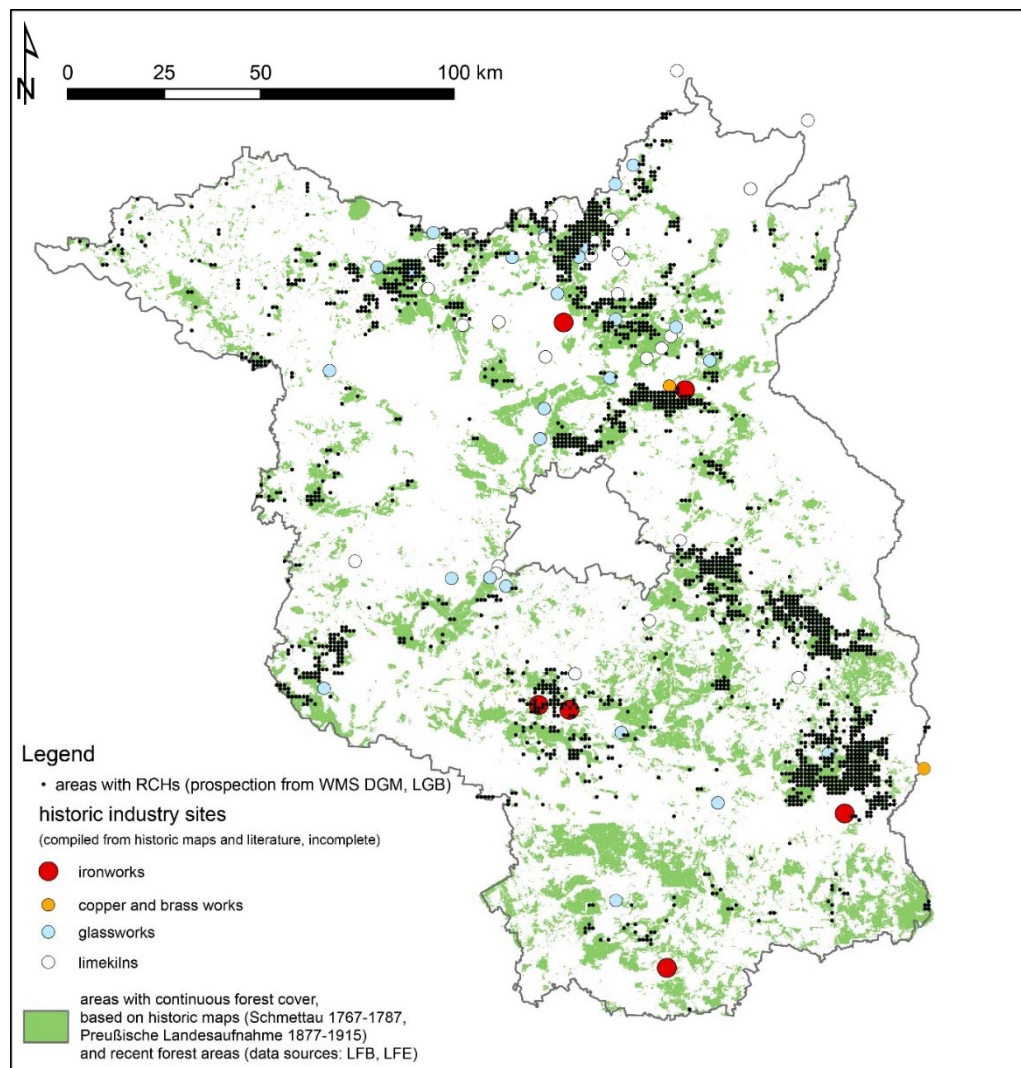 0 25 50 100 km
N
Legend
areas with RCHs (prospection from WMS DGM, LGB)
historic industry sites
(compiled from historic maps and literature, incomplete)
ironworks
copper and brass works
glassworks
limekilns
areas with continuous forest cover,
based on historic maps (Schmettau 1767-1787,
Preußische Landesaufnahme 1877-1915)
and recent forest areas (data sources: LFB, LFE)